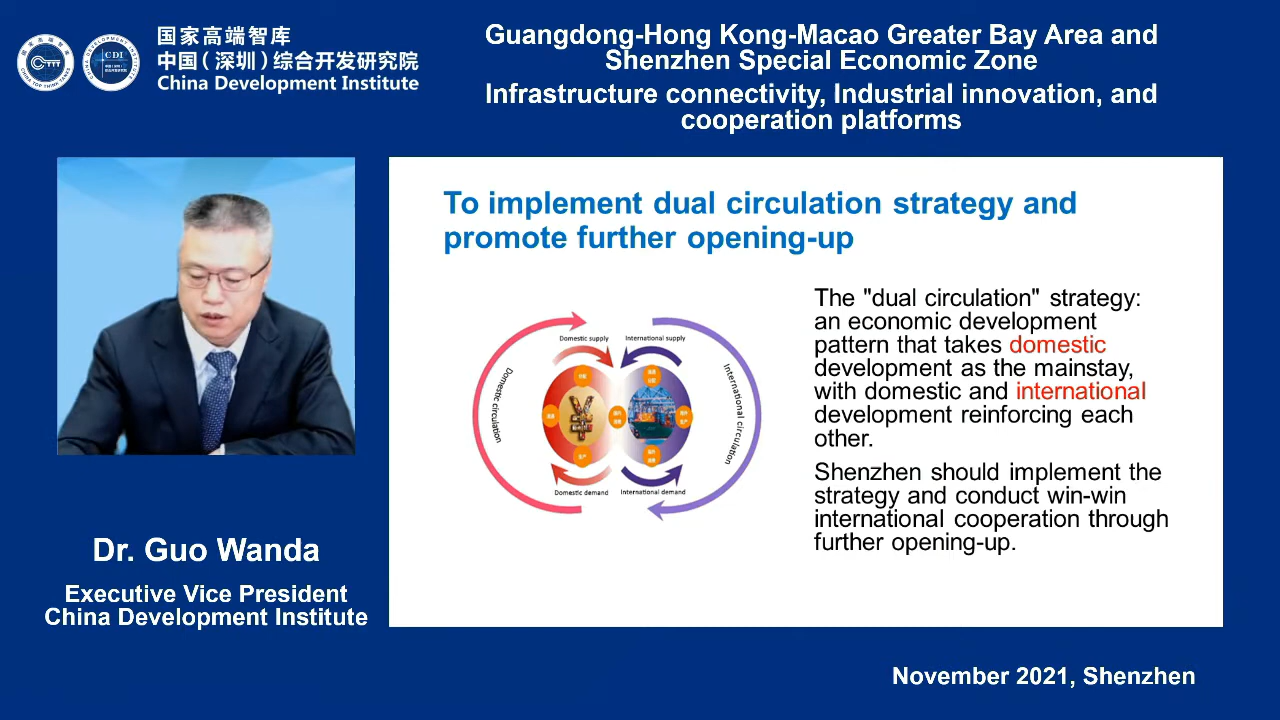 国家高端智库
中国(深圳)综合开发研究院
China Development Institute
CDI
Guangdong-Hong Kong-Macao Greater Bay Area and
Shenzhen Special Economic Zone
Infrastructure connectivity, Industrial innovation, and
cooperation platforms
To implement dual circulation strategy and
promote further opening-up
Domestic supply
International supply
Domestic circulation
International circulation
Domestic demand
International demand
The "dual circulation" strategy:
an economic development
pattern that takes domestic
development as the mainstay,
with domestic and international
development reinforcing each
other.
Shenzhen should implement the
strategy and conduct win-win
international cooperation through
further opening-up.
Dr. Guo Wanda
Executive Vice President
China Development Institute
November 2021, Shenzhen